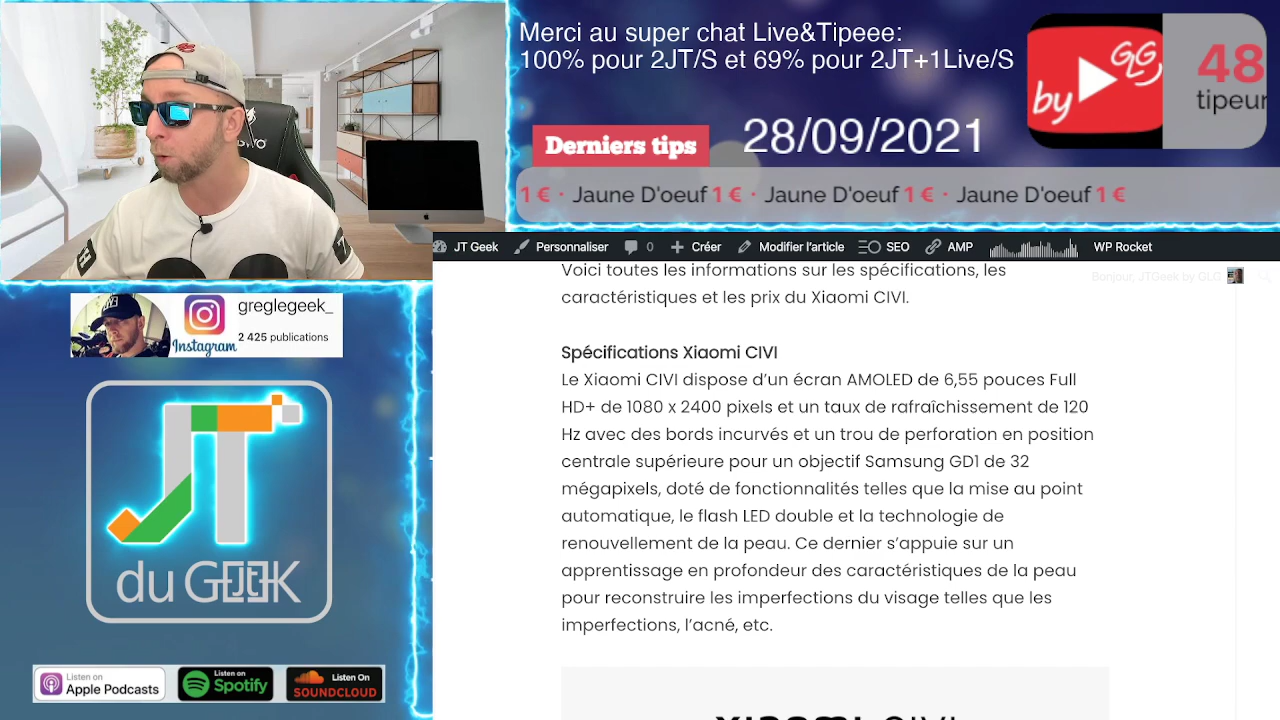 Merci au super chat Live&Tipeee:
100% pour 2JT/S et 69% pour 2JT+1Live/S
by
GLG
48
tipeur
Derniers tips
28/09/2021
1 € · Jaune D'oeuf 1 € · Jaune D'oeuf 1 € · Jaune D'oeuf 1 €
JT Geek Personnaliser 0 Créer Modifier l'article SEO AMP WP Rocket
Bonjour, JTGeek by GLG
Voici toutes les informations sur les spécifications, les
caractéristiques et les prix du Xiaomi CIVI.
Spécifications Xiaomi CIVI
Le Xiaomi CIVI dispose d'un écran AMOLED de 6,55 pouces Full
HD+ de 1080 x 2400 pixels et un taux de rafraîchissement de 120
Hz avec des bords incurvés et un trou de perforation en position
centrale supérieure pour un objectif Samsung GD1 de 32
mégapixels, doté de fonctionnalités telles que la mise au point
automatique, le flash LED double et la technologie de
renouvellement de la peau. Ce dernier s'appuie sur un
apprentissage en profondeur des caractéristiques de la peau
pour reconstruire les imperfections du visage telles que les
imperfections, l'acné, etc.
XIAOMI CIVI
greglegeek_
2 425 publications
Instagram
JT
du GEEK
Listen on
Apple Podcasts
Listen on
Spotify
Listen On
SOUNDCLOUD